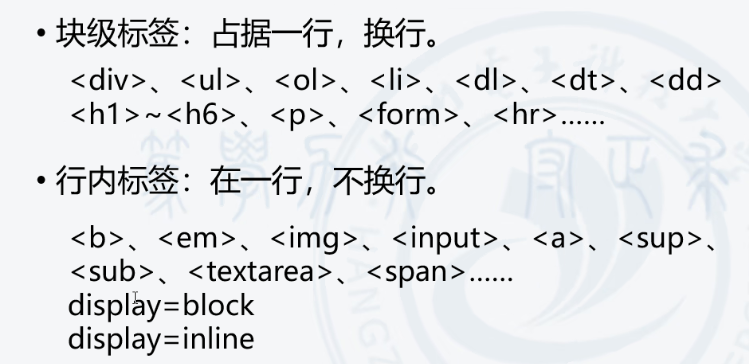 • 块级标签：占据一行，换行。
<div>、<ul>、<ol>、<li>、<dl>、<dt>、<dd>
<h1>~<h6>、<p>、<form>、<hr>……
• 行内标签：在一行，不换行。
<b>、<em>、<img>、<input>、<a>、<sup>、
<sub>、<textarea>、<span>……
display=block
display=inline